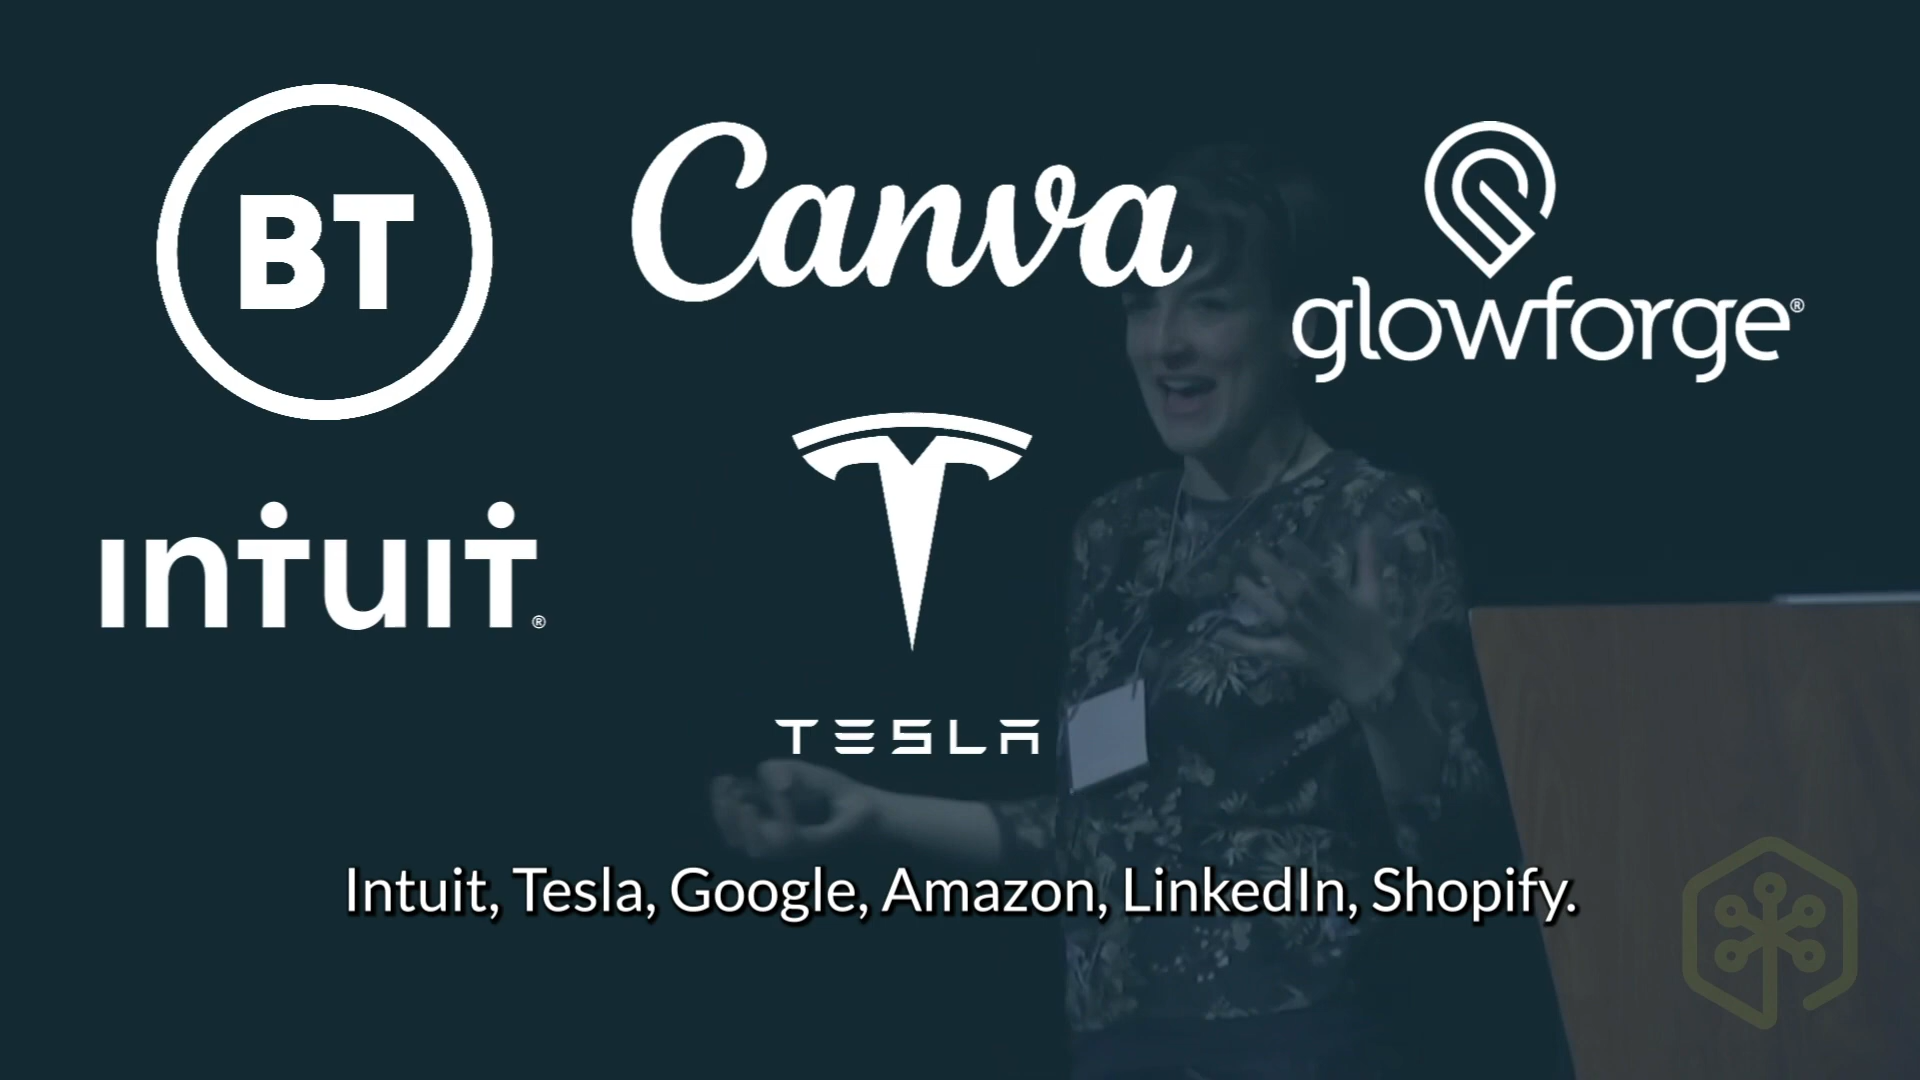 BT
Canva
glowforge®
intuit®
TESLA
Intuit, Tesla, Google, Amazon, LinkedIn, Shopify.